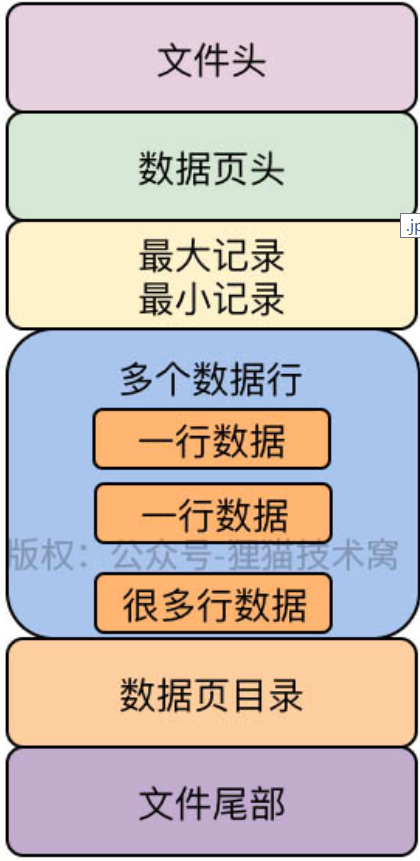 文件头
数据页头
.jp
最大记录
最小记录
多个数据行
一行数据
一行数据
版权：公众号-狸猫技术窝
很多行数据
数据页目录
文件尾部